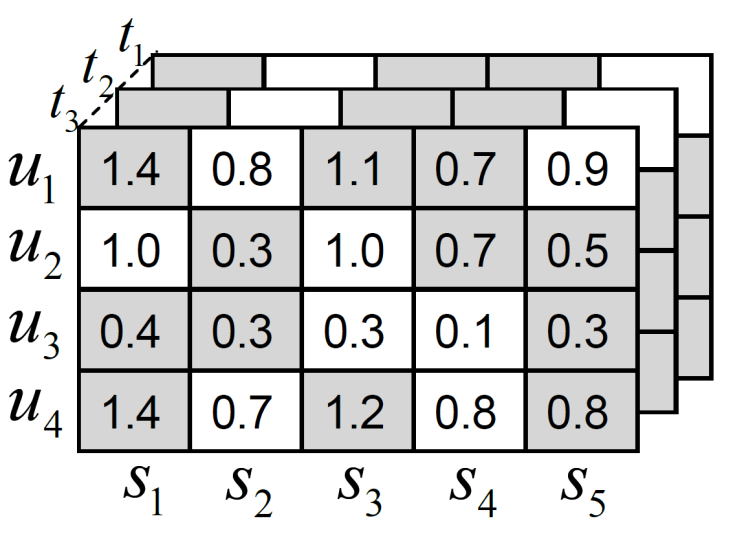 t₁
t₂
t₃
u₁ 1.4 0.8 1.1 0.7 0.9
u₂ 1.0 0.3 1.0 0.7 0.5
u₃ 0.4 0.3 0.3 0.1 0.3
u₄ 1.4 0.7 1.2 0.8 0.8
s₁ s₂ s₃ s₄ s₅